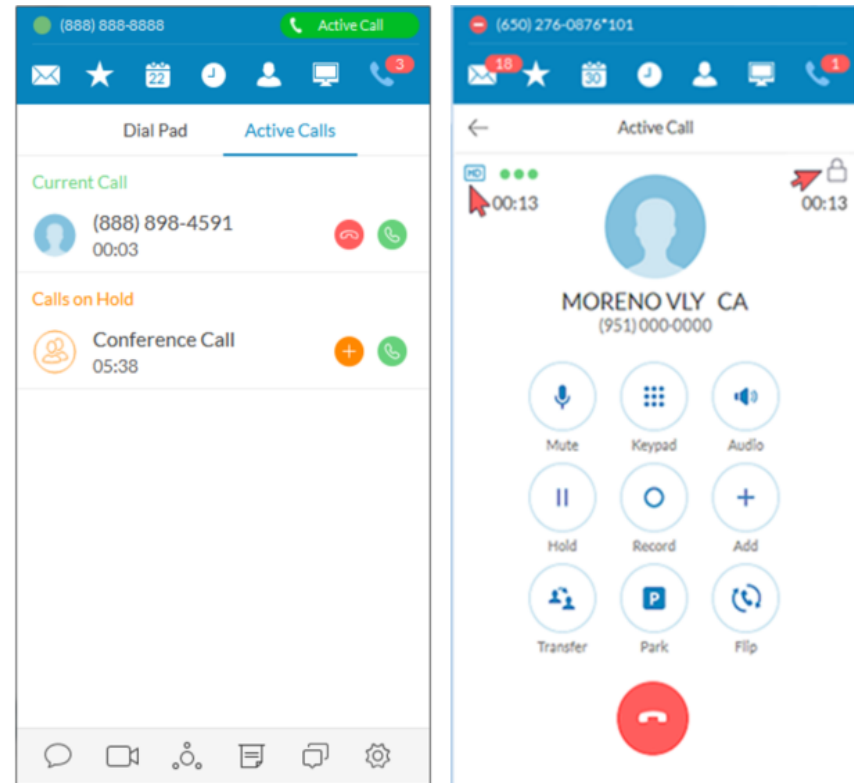 (888) 888-8888
Active Call
22
3
Dial Pad
Active Calls
Current Call
(888) 898-4591
00:03
Calls on Hold
Conference Call
05:38
(650) 276-0876*101
18
30
1
Active Call
HD
00:13
00:13
MORENO VLY CA
(951) 000-0000
Mute
Keypad
Audio
Hold
Record
Add
P
Transfer
Park
Flip